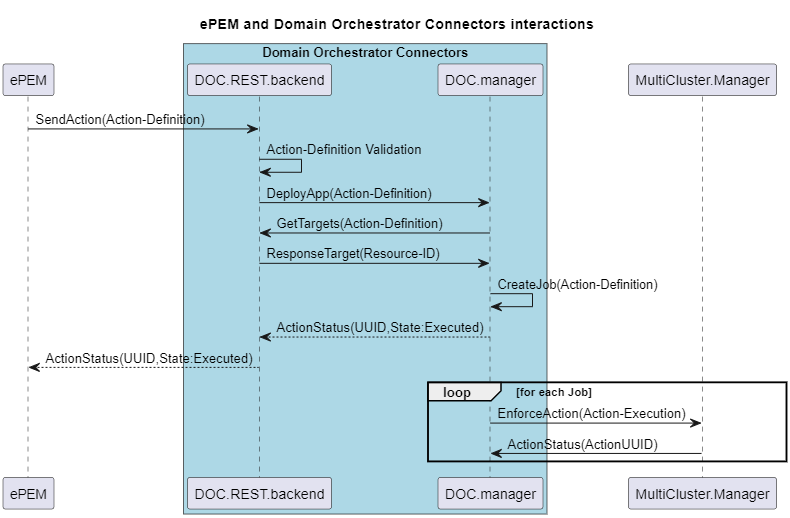 ePEM and Domain Orchestrator Connectors interactions
Domain Orchestrator Connectors
ePEM
DOC.REST.backend
DOC.manager
MultiCluster.Manager
SendAction(Action-Definition)
Action-Definition Validation
DeployApp(Action-Definition)
GetTargets(Action-Definition)
ResponseTarget(Resource-ID)
CreateJob(Action-Definition)
ActionStatus(UUID,State:Executed)
ActionStatus(UUID,State:Executed)
loop
[for each Job]
EnforceAction(Action-Execution)
ActionStatus(ActionUUID)
ePEM
DOC.REST.backend
DOC.manager
MultiCluster.Manager